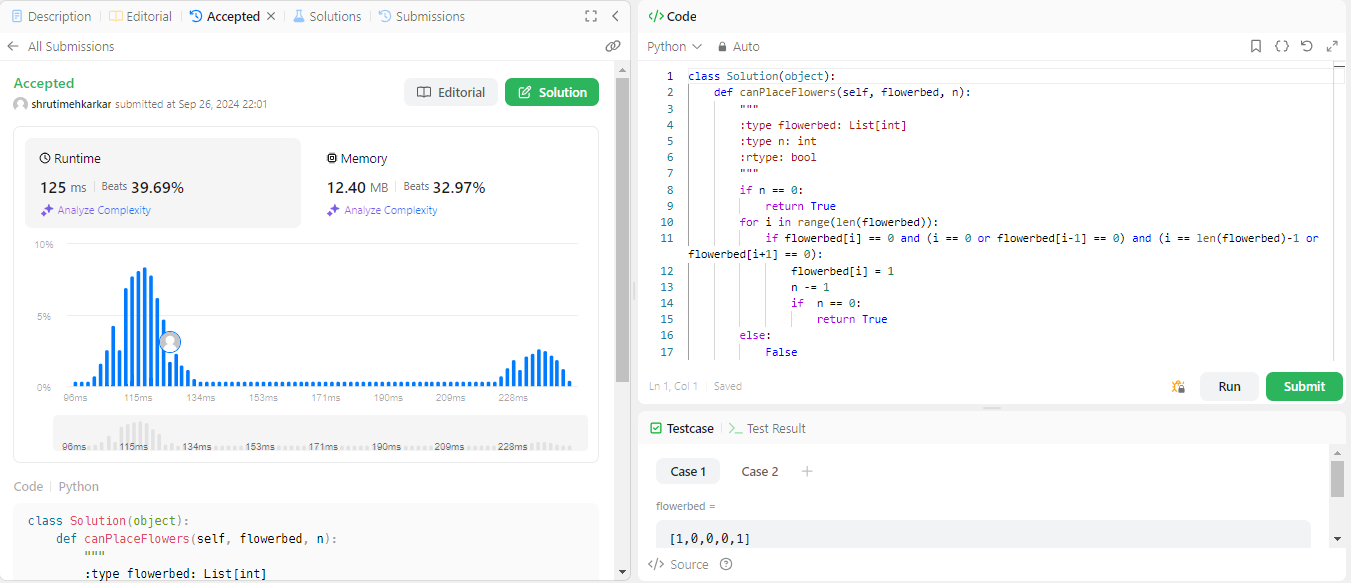 Description
Editorial
Accepted
Solutions
Submissions
All Submissions
Accepted
shrutimehkarkar submitted at Sep 26, 2024 22:01
Editorial
Solution
Runtime
125 ms
Beats 39.69%
Analyze Complexity
Memory
12.40 MB
Beats 32.97%
Analyze Complexity
10%
5%
0%
96ms 115ms 134ms 153ms 171ms 190ms 209ms 228ms
96ms 115ms 134ms 153ms 171ms 190ms 209ms 228ms
Code Python
class Solution(object):
def canPlaceFlowers(self, flowerbed, n):
"""
:type flowerbed: List[int]
</> Code
Python
Auto
1 class Solution(object):
2 def canPlaceFlowers(self, flowerbed, n):
3 """
4 :type flowerbed: List[int]
5 :type n: int
6 :rtype: bool
7 """
8 if n == 0:
9 return True
10 for i in range(len(flowerbed)):
11 if flowerbed[i] == 0 and (i == 0 or flowerbed[i-1] == 0) and (i == len(flowerbed)-1 or
flowerbed[i+1] == 0):
12 flowerbed[i] = 1
13 n -= 1
14 if  n == 0:
15 return True
16 else:
17 False
Ln 1, Col 1 Saved
Run
Submit
Testcase
>_ Test Result
Case 1
Case 2
+
flowerbed =
[1,0,0,0,1]
</> Source
?